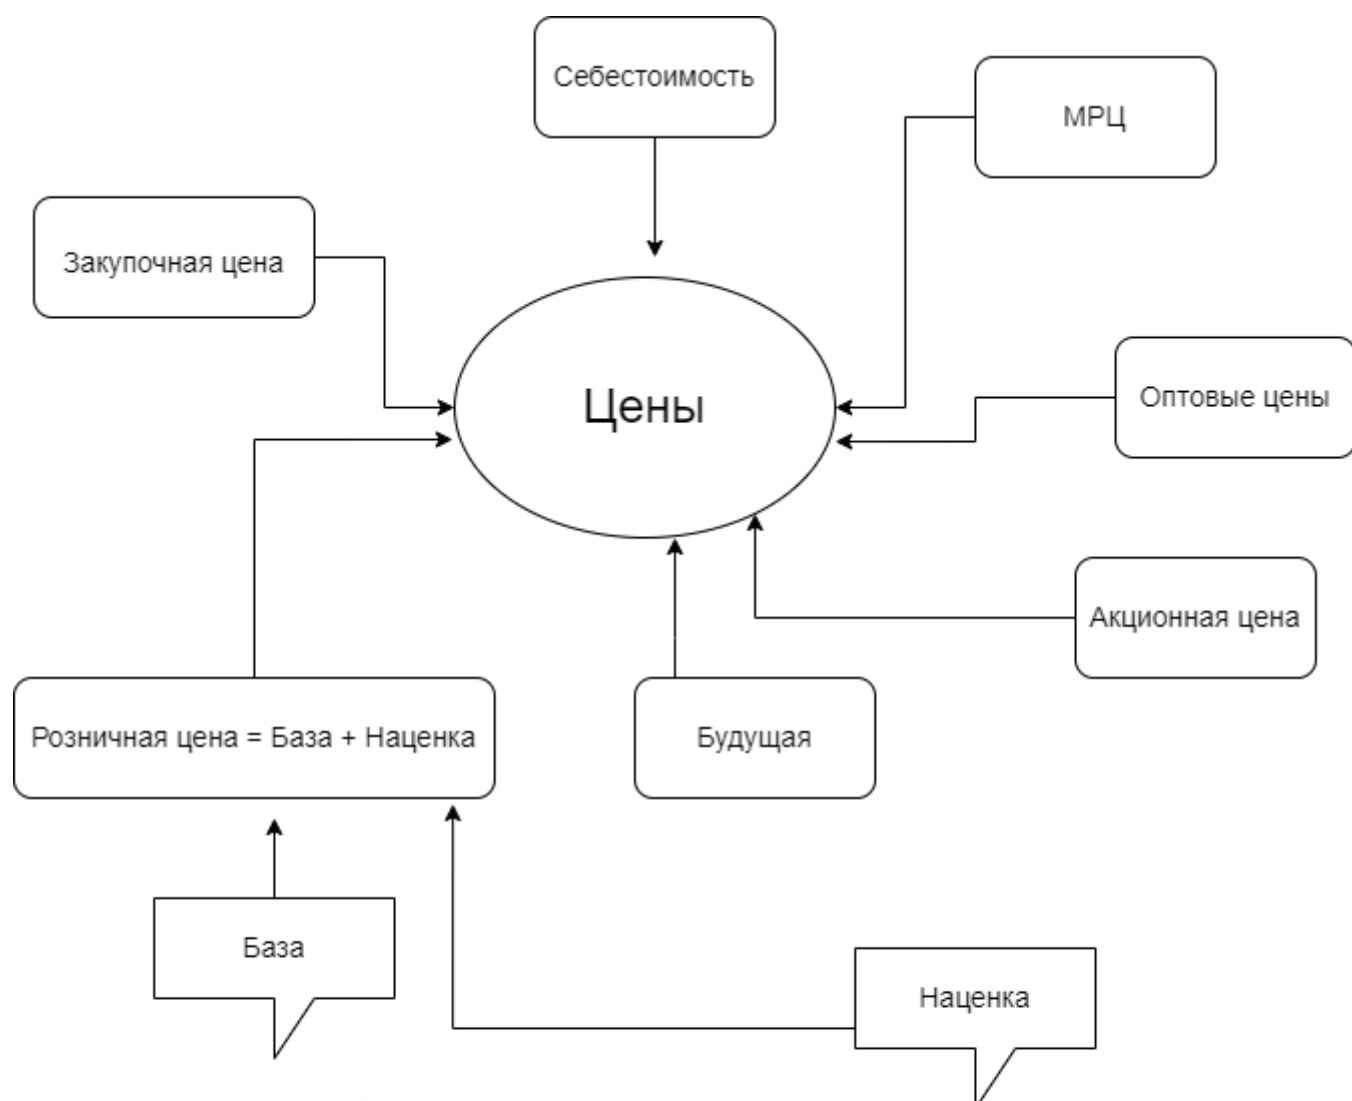 Себестоимость
МРЦ
Закупочная цена
Цены
Оптовые цены
Акционная цена
Розничная цена = База + Наценка
Будущая
База
Наценка